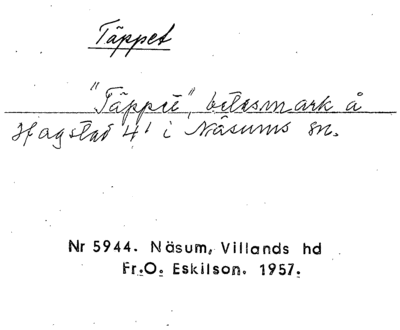 Täppet
"Täppet", betesmark å
Hagstad 4¹ i Näsums sn.
Nr 5944. Näsum, Villands hd
Fr.O. Eskilson. 1957.